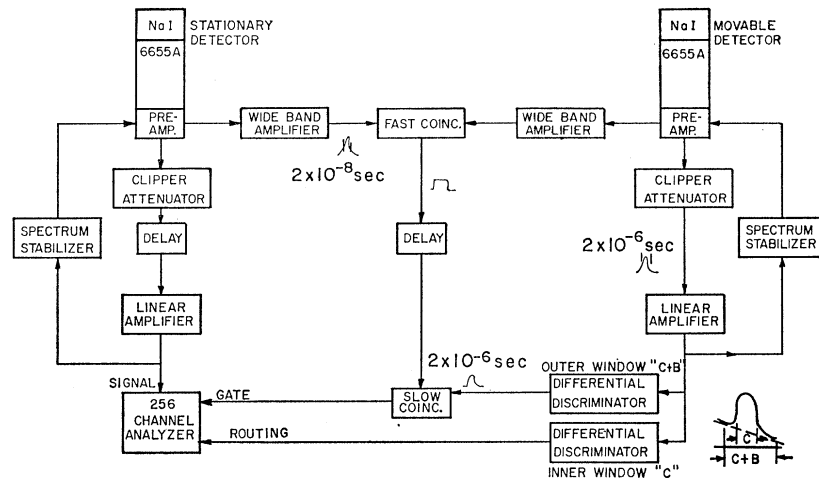 Na I
STATIONARY
DETECTOR
6655A
PRE-
AMP.
WIDE BAND
AMPLIFIER
FAST COINC.
WIDE BAND
AMPLIFIER
Na I
MOVABLE
DETECTOR
6655A
PRE-
AMP.
2x10⁻⁸sec
CLIPPER
ATTENUATOR
CLIPPER
ATTENUATOR
SPECTRUM
STABILIZER
DELAY
DELAY
2x10⁻⁶sec
SPECTRUM
STABILIZER
LINEAR
AMPLIFIER
LINEAR
AMPLIFIER
2x10⁻⁶sec
OUTER WINDOW "C+B"
SIGNAL
256
CHANNEL
ANALYZER
GATE
SLOW
COINC.
DIFFERENTIAL
DISCRIMINATOR
ROUTING
DIFFERENTIAL
DISCRIMINATOR
INNER WINDOW "C"
C
C+B